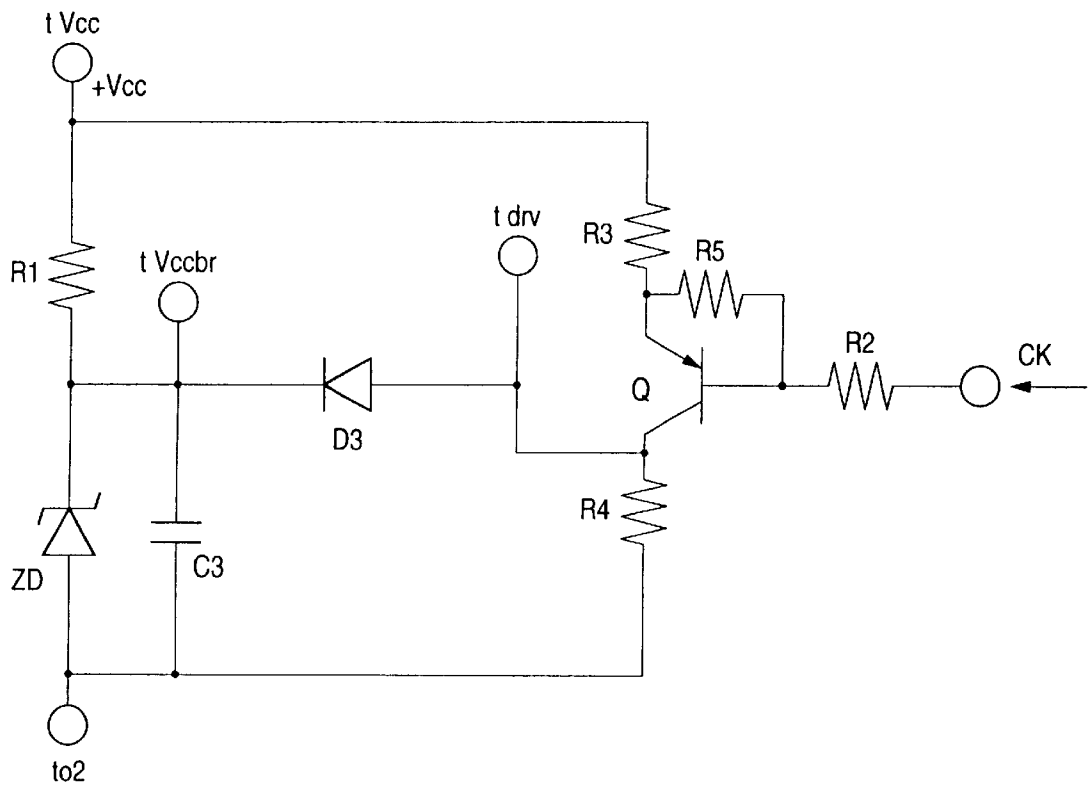 t Vcc
+Vcc
t drv
R3
R5
R1
t Vccbr
R2
CK
Q
D3
R4
ZD
C3
to2